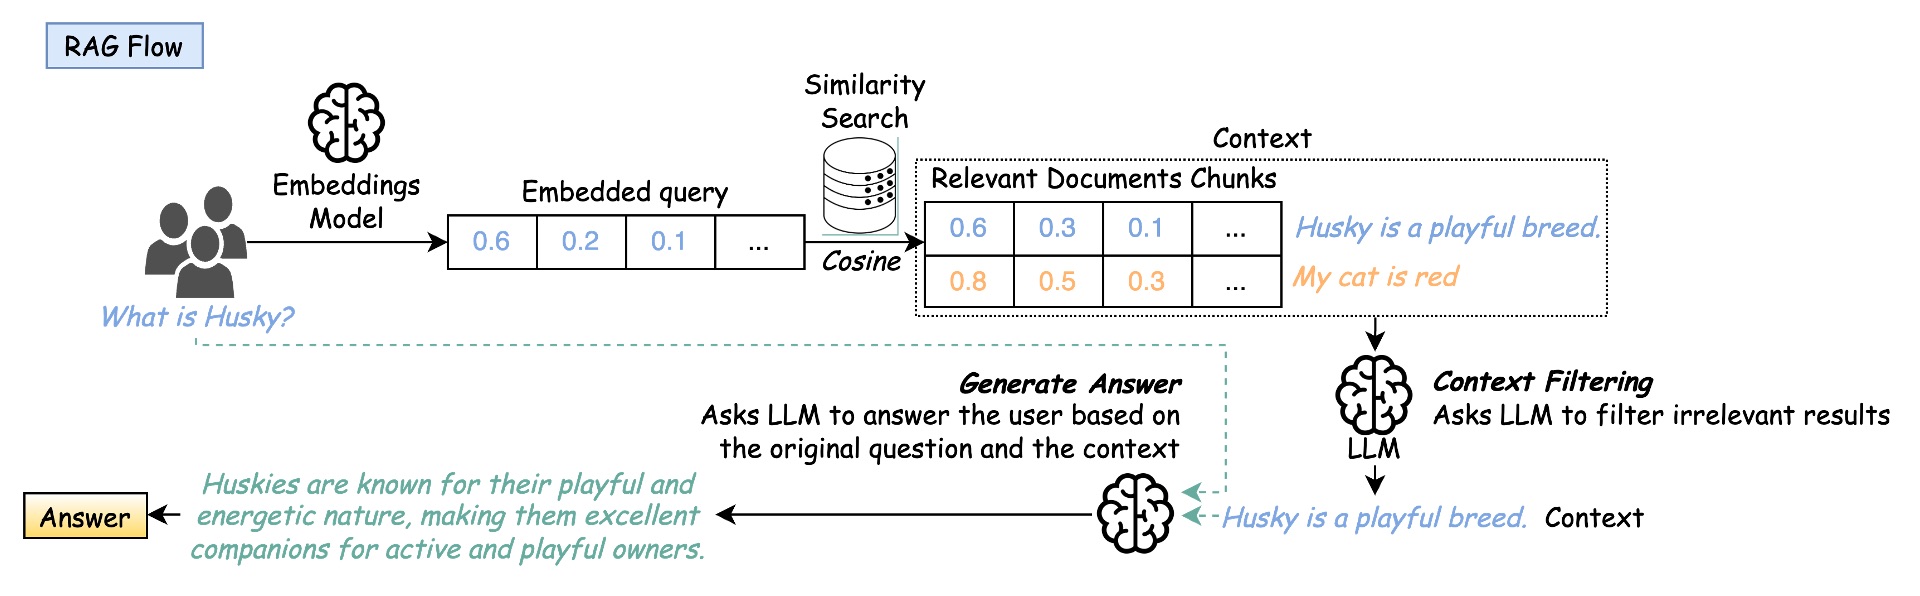 RAG Flow
Similarity
Search
Context
Embeddings
Model
Embedded query
Relevant Documents Chunks
0.6 0.2 0.1 ...
Cosine
0.6 0.3 0.1 ... Husky is a playful breed.
0.8 0.5 0.3 ... My cat is red
What is Husky?
Generate Answer
Asks LLM to answer the user based on
the original question and the context
Context Filtering
Asks LLM to filter irrelevant results
LLM
Husky is a playful breed. Context
Huskies are known for their playful and
energetic nature, making them excellent
companions for active and playful owners.
Answer